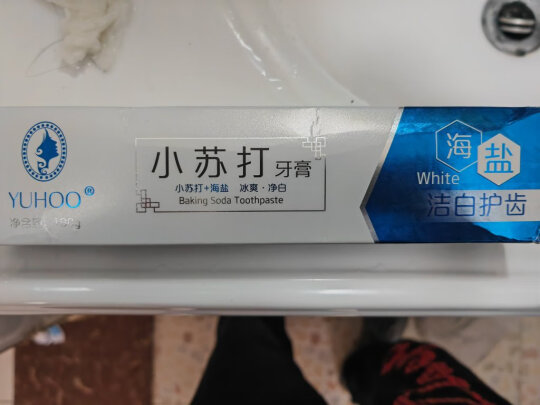 YUHOO®
小苏打 牙膏
小苏打+海盐 冰爽·净白
Baking Soda Toothpaste
海盐
White
洁白护齿